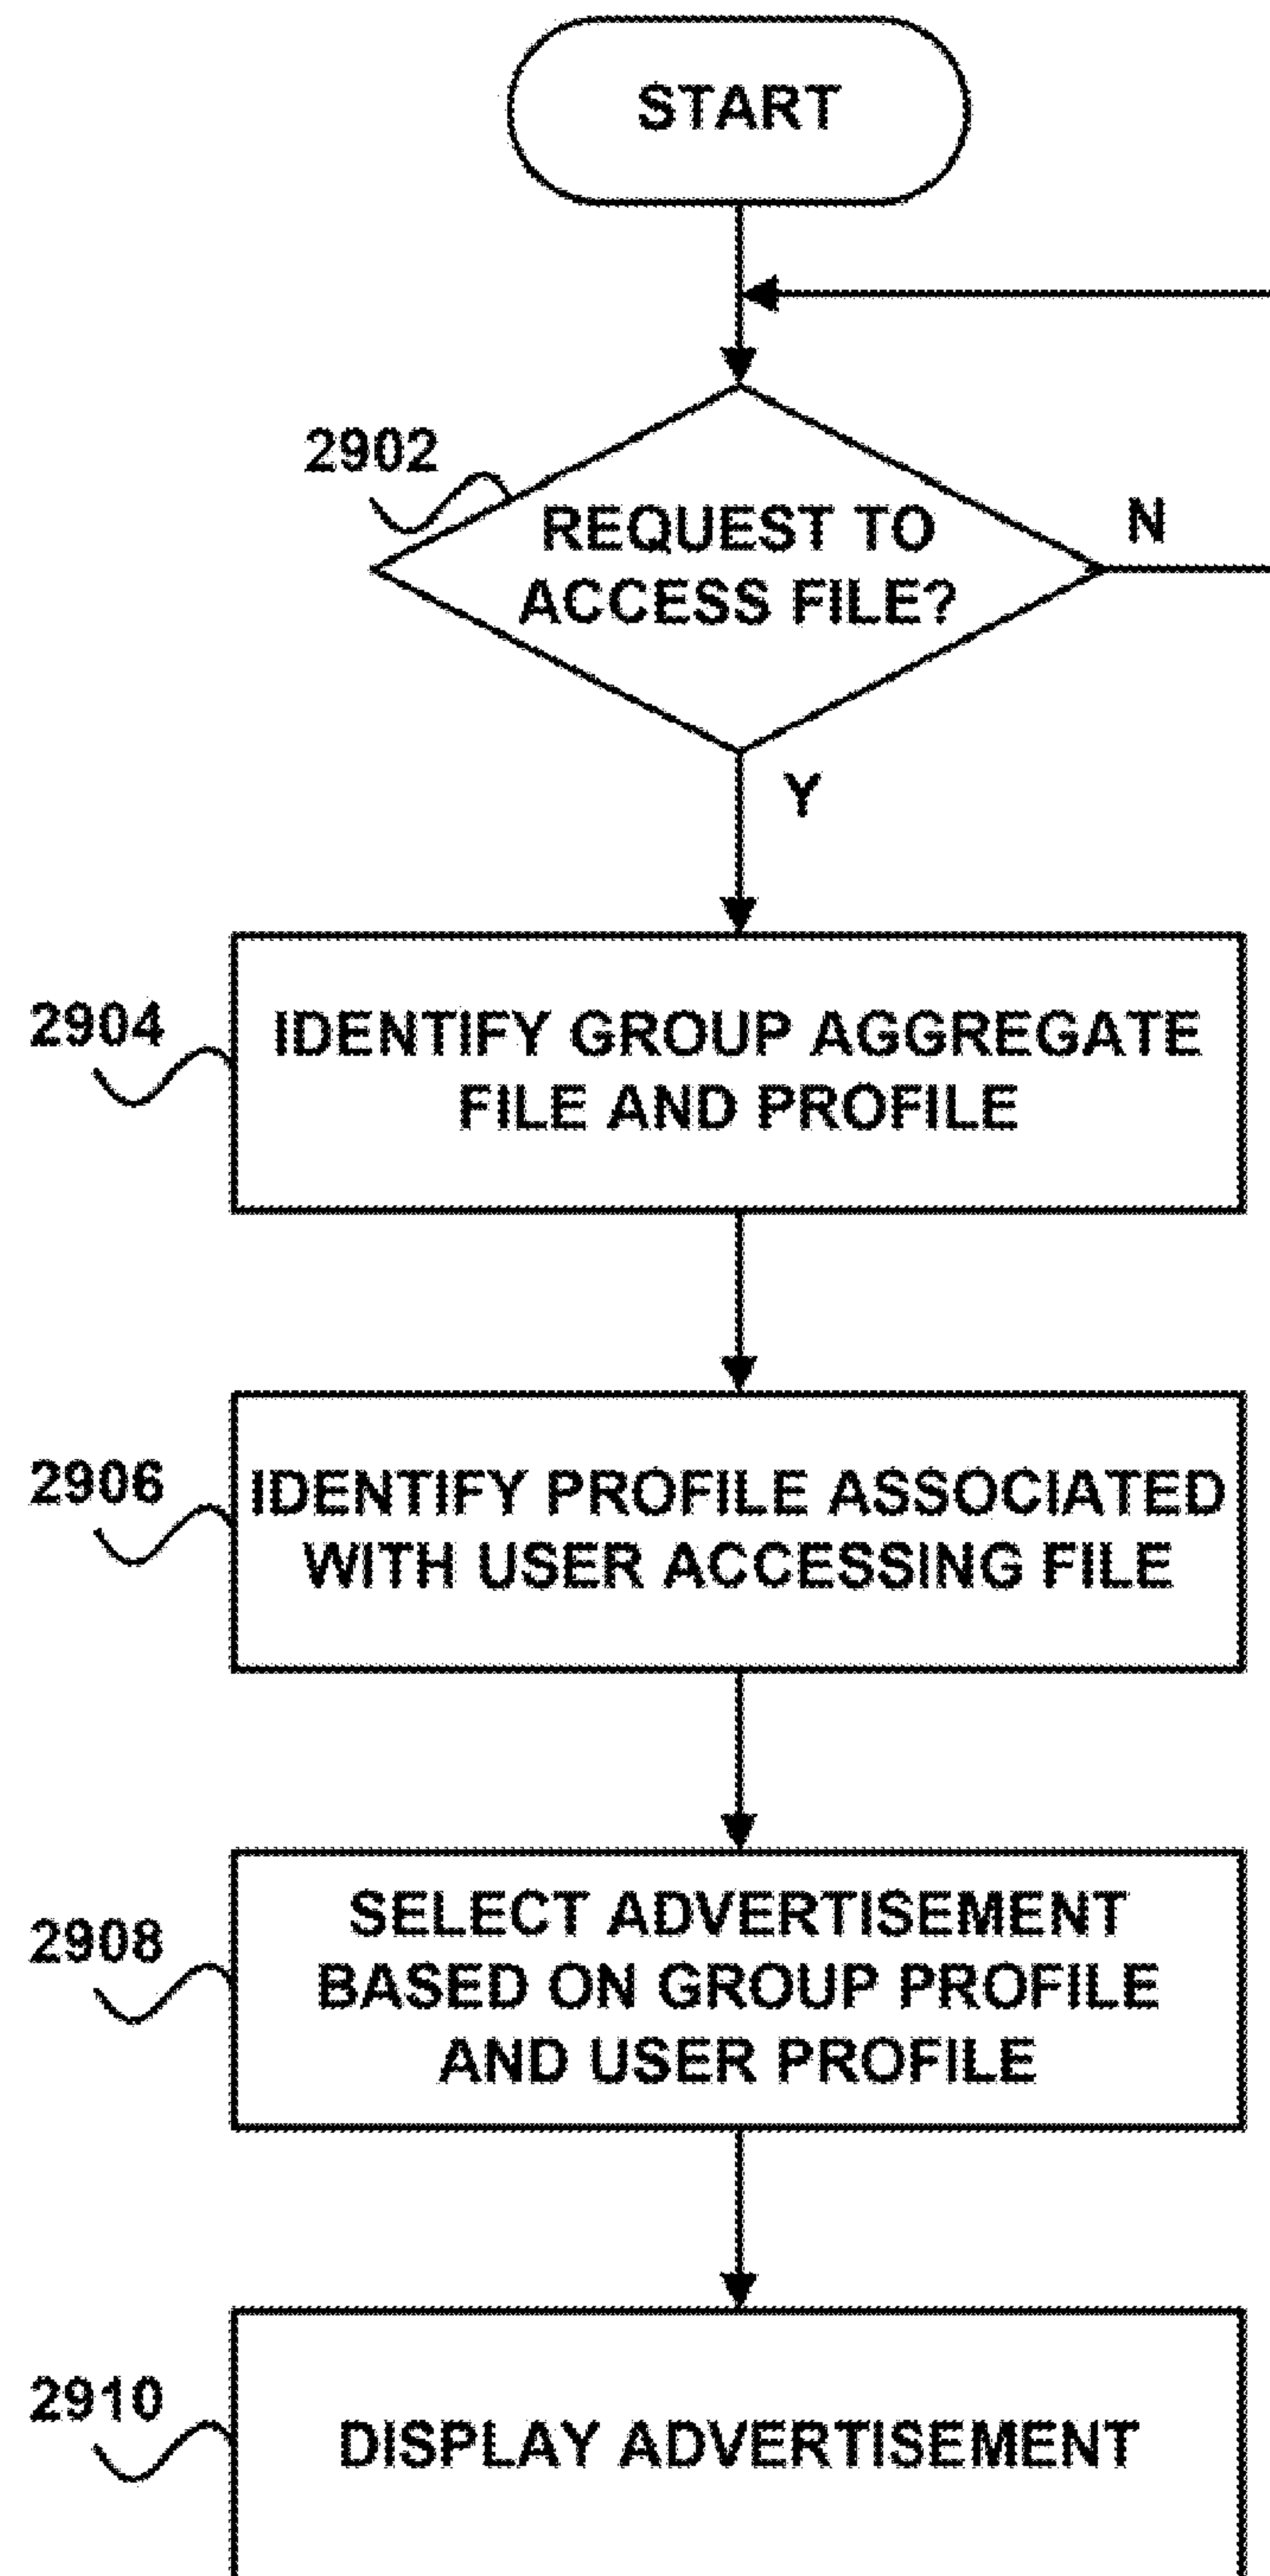 START
2902
REQUEST TO
ACCESS FILE?
N
Y
2904
IDENTIFY GROUP AGGREGATE
FILE AND PROFILE
2906
IDENTIFY PROFILE ASSOCIATED
WITH USER ACCESSING FILE
2908
SELECT ADVERTISEMENT
BASED ON GROUP PROFILE
AND USER PROFILE
2910
DISPLAY ADVERTISEMENT